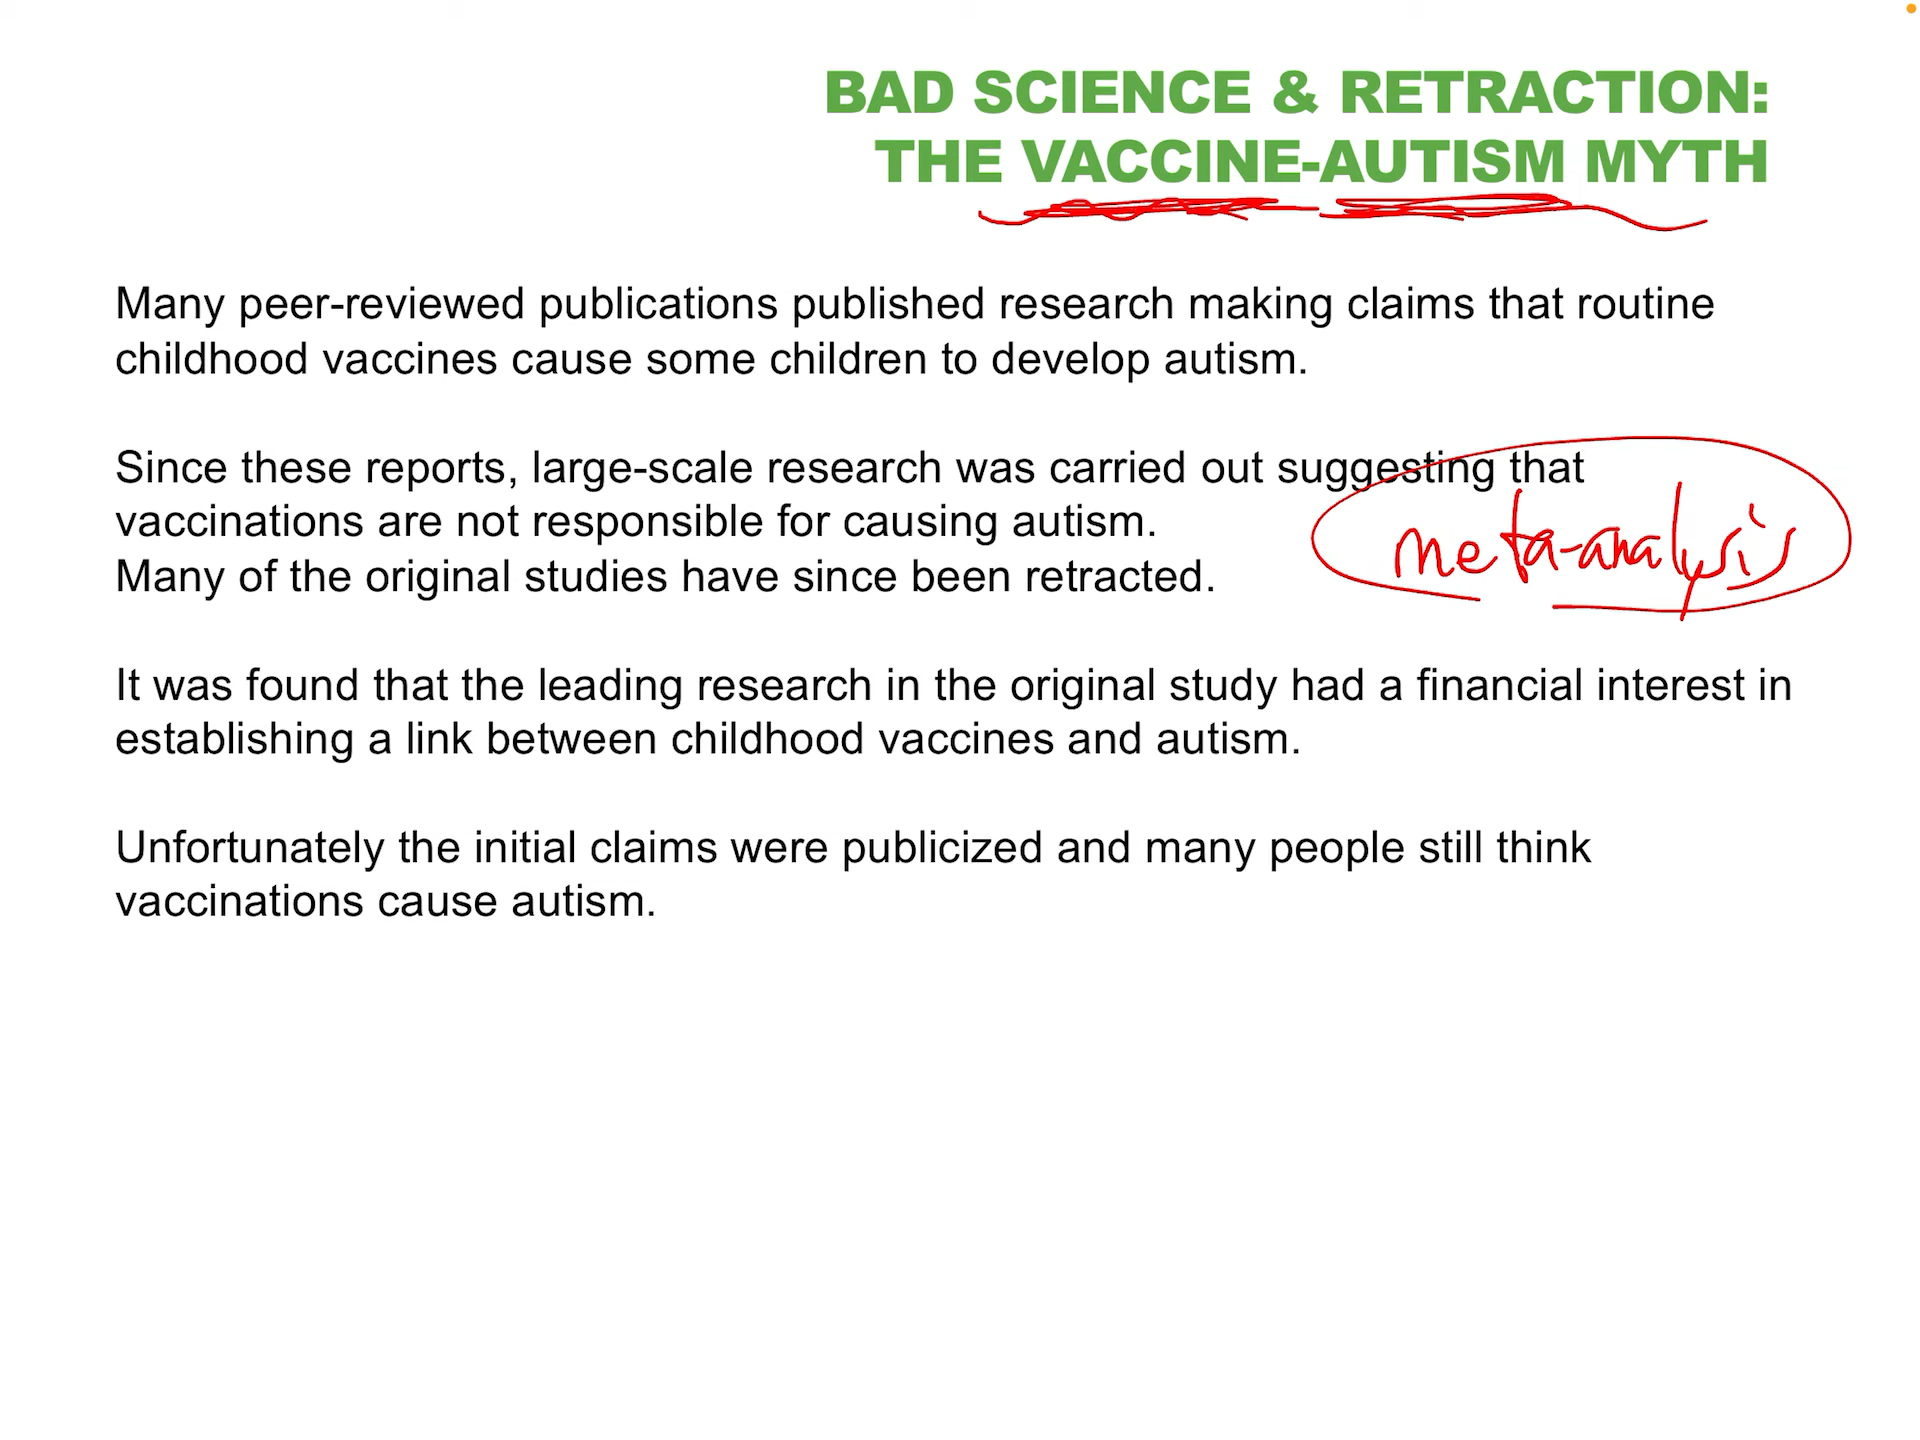 BAD SCIENCE & RETRACTION:
THE VACCINE-AUTISM MYTH
Many peer-reviewed publications published research making claims that routine
childhood vaccines cause some children to develop autism.
Since these reports, large-scale research was carried out suggesting that
vaccinations are not responsible for causing autism.
meta-analysis
Many of the original studies have since been retracted.
It was found that the leading research in the original study had a financial interest in
establishing a link between childhood vaccines and autism.
Unfortunately the initial claims were publicized and many people still think
vaccinations cause autism.